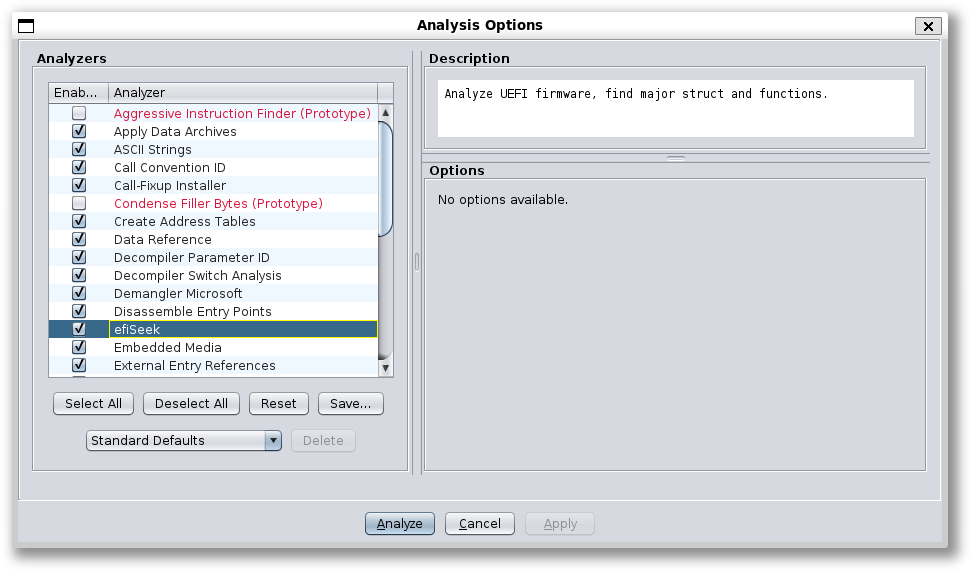 Analysis Options
Analyzers
Enab... Analyzer
Aggressive Instruction Finder (Prototype)
Apply Data Archives
ASCII Strings
Call Convention ID
Call-Fixup Installer
Condense Filler Bytes (Prototype)
Create Address Tables
Data Reference
Decompiler Parameter ID
Decompiler Switch Analysis
Demangler Microsoft
Disassemble Entry Points
efiSeek
Embedded Media
External Entry References
Select All Deselect All Reset Save...
Standard Defaults Delete
Description
Analyze UEFI firmware, find major struct and functions.
Options
No options available.
Analyze Cancel Apply